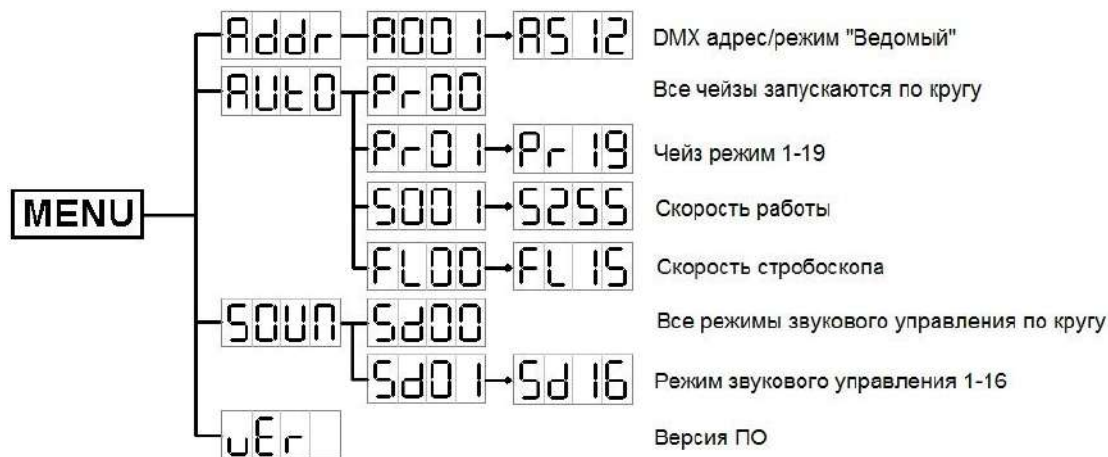 Addr A001 AS12 DMX адрес/режим "Ведомый"
AUtO Pr00 Все чейзы запускаются по кругу
Pr01 Pr19 Чейз режим 1-19
MENU
S001 S255 Скорость работы
FL00 FL15 Скорость стробоскопа
SOUN Sd00 Все режимы звукового управления по кругу
Sd01 Sd16 Режим звукового управления 1-16
vEr Версия ПО